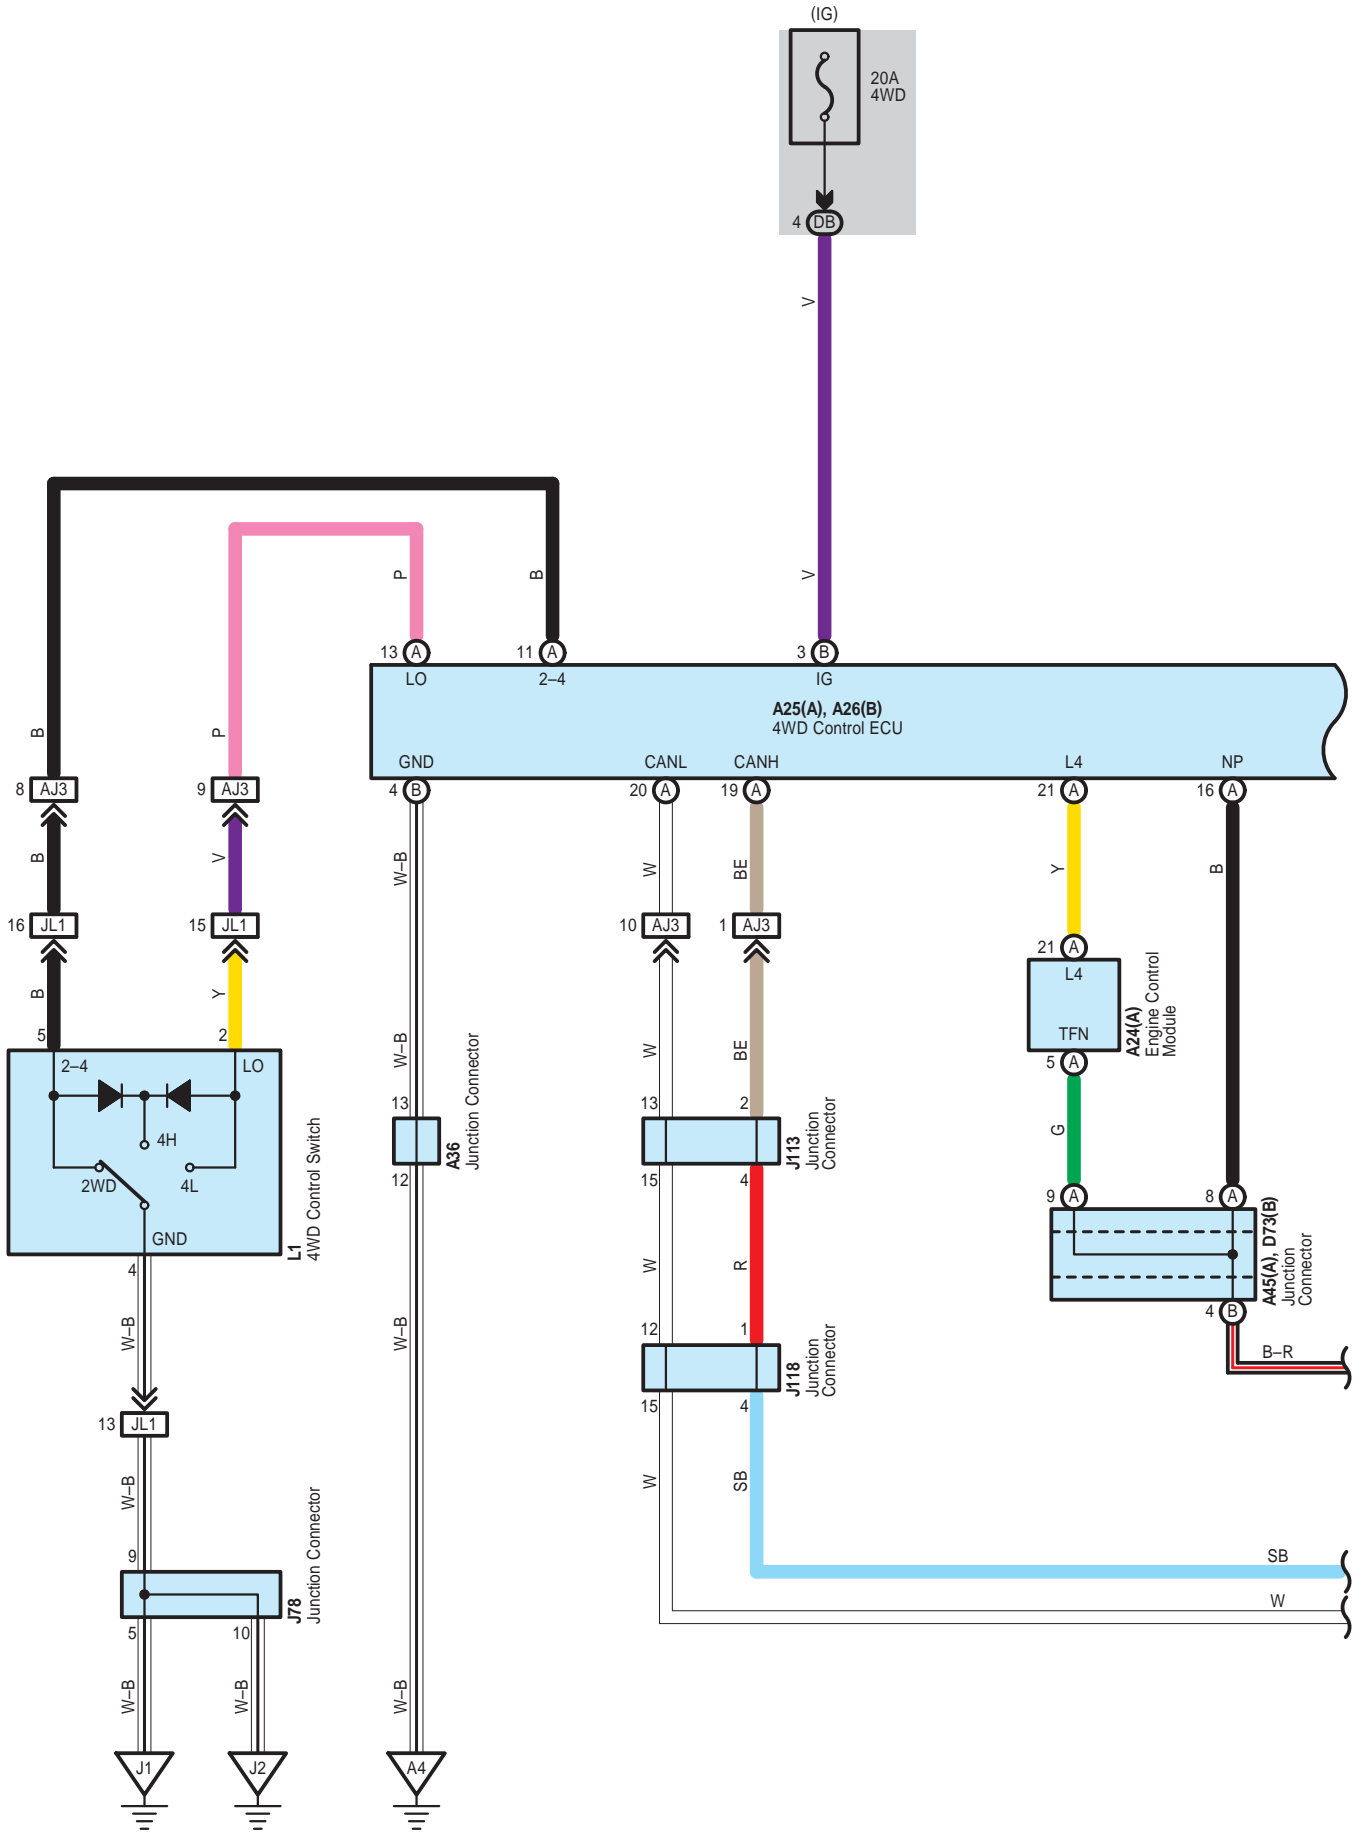 (IG)
20A
4WD
4 DB
V
V
P
B
13 A
11 A
3 B
LO
2–4
IG
A25(A), A26(B)
4WD Control ECU
GND
CANL
CANH
L4
NP
B
P
8 AJ3
9 AJ3
4 B
20 A
19 A
21 A
16 A
B
V
W–B
W
BE
Y
B
16 JL1
15 JL1
10 AJ3
1 AJ3
21 A
L4
TFN
A24(A)
Engine Control
Module
5 A
B
Y
W–B
W
BE
5
2
2–4
LO
4H
2WD
4L
GND
L1
4WD Control Switch
13
12
A36
Junction Connector
13
2
15
4
J113
Junction
Connector
G
9 A
8 A
A45(A), D73(B)
Junction
Connector
4 B
B–R
4
W–B
W–B
W
R
12
1
15
4
J118
Junction
Connector
13 JL1
W–B
W
SB
9
J78
Junction Connector
5
10
SB
W
W–B
W–B
W–B
J1
J2
A4